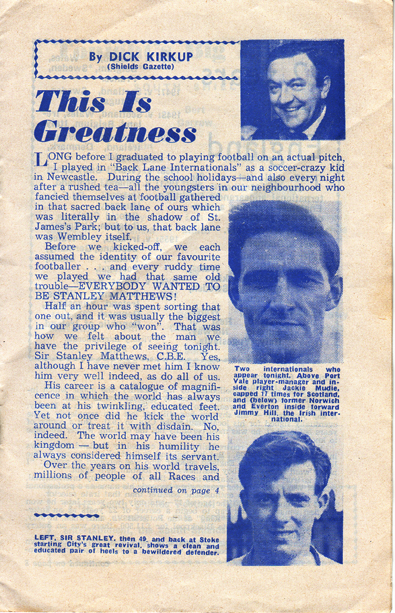 By DICK KIRKUP
(Shields Gazette)
This Is
Greatness
LONG before I graduated to playing football on an actual pitch,
I played in "Back Lane Internationals" as a soccer-crazy kid
in Newcastle. During the school holidays—and also every night
after a rushed tea—all the youngsters in our neighbourhood who
fancied themselves at football gathered
in that sacred back lane of ours which
was literally in the shadow of St.
James's Park; but to us, that back lane
was Wembley itself.
Before we kicked-off, we each
assumed the identity of our favourite
footballer . . . and every ruddy time
we played we had that same old
trouble—EVERYBODY WANTED TO
BE STANLEY MATTHEWS!
Half an hour was spent sorting that
one out, and it was usually the biggest
in our group who "won". That was
how we felt about the man we
have the privilege of seeing tonight.
Sir Stanley Matthews, C.B.E. Yes,
although I have never met him I know
him very well indeed, as do all of us.
His career is a catalogue of magnifi-
cence in which the world has always
been at his twinkling, educated feet.
Yet not once did he kick the world
around or treat it with disdain. No,
indeed. The world may have been his
kingdom — but in his humility he
always considered himself its servant.
Over the years on his world travels,
millions of people of all Races and
continued on page 4
Two internationals who
appear tonight. Above Port
Vale player-manager and in-
side right Jackie Mudie,
capped ?? times for Scotland,
and (below) former Norwich
and Everton inside forward
Jimmy Hill, the Irish inter-
national.
LEFT, SIR STANLEY, then 49, and back at Stoke
starting City's great revival, shows a clean and
educated pair of heels to a bewildered defender.